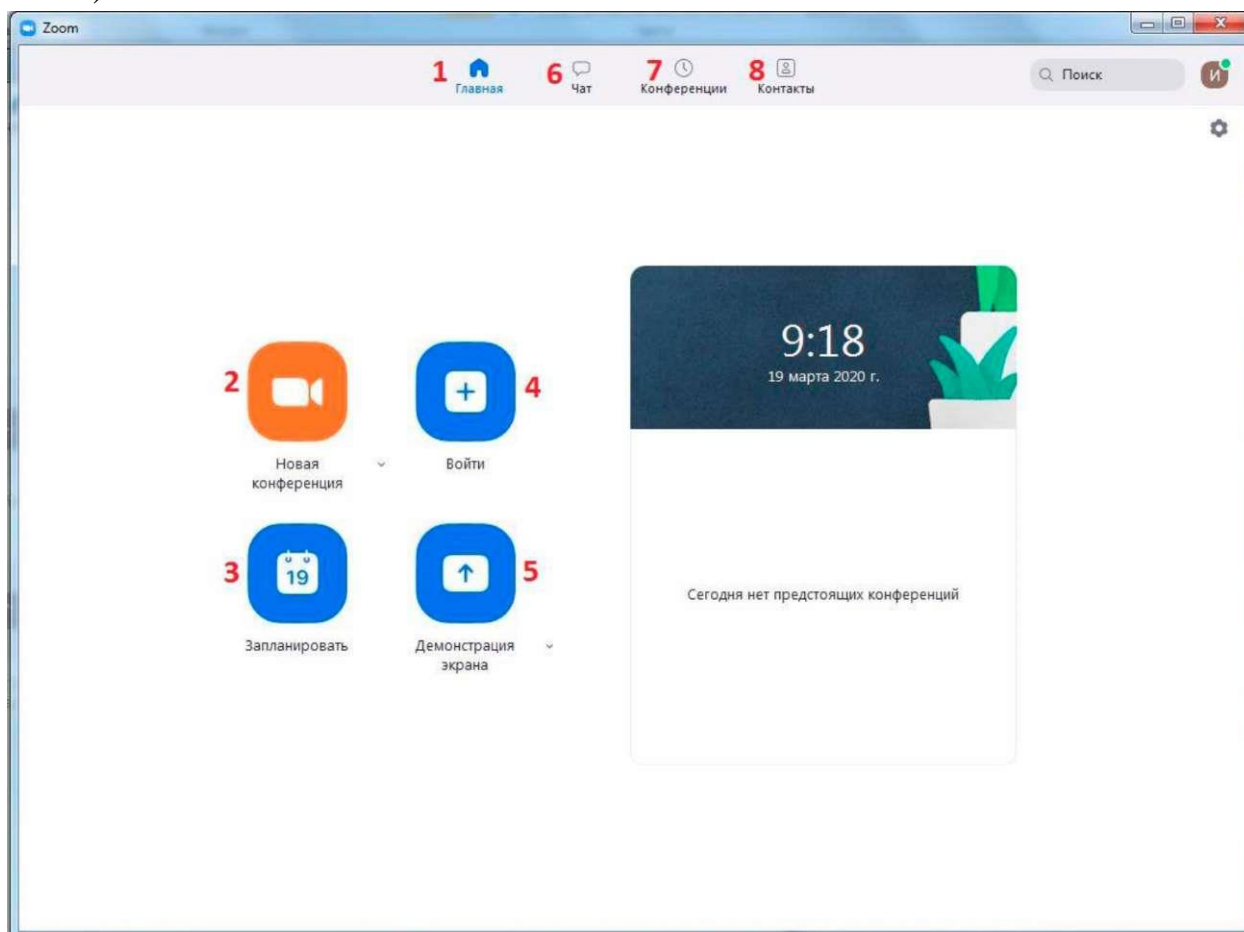 Zoom
1 6 7 8
Главная Чат Конференции Контакты Поиск И
9:18
19 марта 2020 г.
2 4
Новая
конференция
Войти
3 19 5
Запланировать
Демонстрация
экрана
Сегодня нет предстоящих конференций